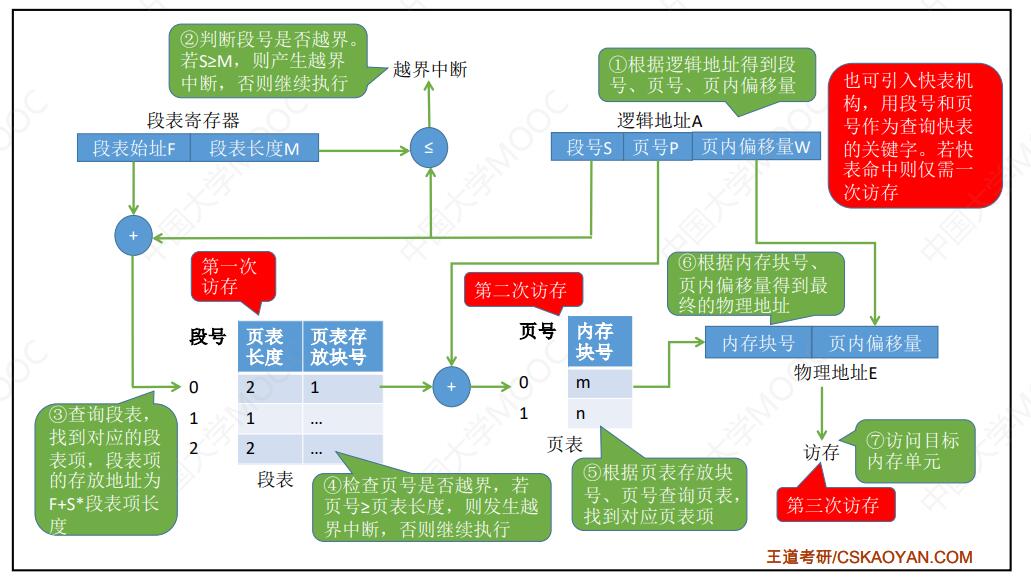 ②判断段号是否越界。
若S≥M，则产生越界
中断，否则继续执行
越界中断
①根据逻辑地址得到段
号、页号、页内偏移量
也可引入快表机
构，用段号和页
号作为查询快表
的关键字。若快
表命中则仅需一
次访存
段表寄存器
段表始址F 段表长度M
≤
逻辑地址A
段号S 页号P 页内偏移量W
+
第一次
访存
第二次访存
⑥根据内存块号、
页内偏移量得到最
终的物理地址
段号 页表长度 页表存放块号
0 2 1
1 1 ...
2 2 ...
段表
+
页号 内存块号
0 m
1 n
页表
内存块号 页内偏移量
物理地址E
③查询段表，
找到对应的段
表项，段表项
的存放地址为
F+S*段表项长
度
④检查页号是否越界，若
页号≥页表长度，则发生越
界中断，否则继续执行
⑤根据页表存放块
号、页号查询页表，
找到对应页表项
访存
⑦访问目标
内存单元
第三次访存
王道考研/CSKAOYAN.COM
中国大学MOOC